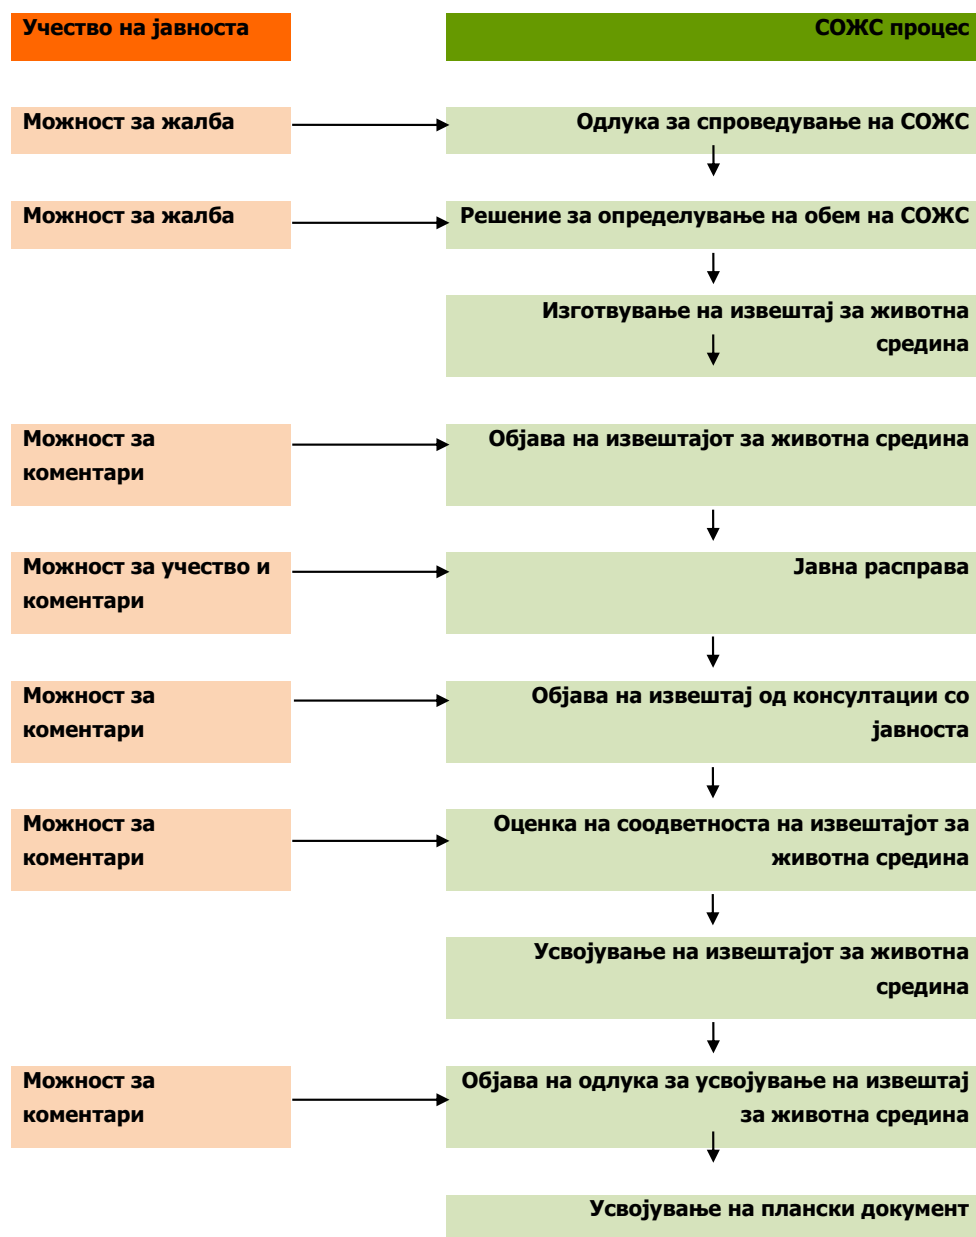 Учество на јавноста
СОЖС процес
Можност за жалба
Одлука за спроведување на СОЖС
Можност за жалба
Решение за определување на обем на СОЖС
Изготвување на извештај за животна
средина
Можност за
коментари
Објава на извештајот за животна средина
Можност за учество и
коментари
Јавна расправа
Можност за
коментари
Објава на извештај од консултации со
јавноста
Можност за
коментари
Оценка на соодветноста на извештајот за
животна средина
Усвојување на извештајот за животна
средина
Можност за
коментари
Објава на одлука за усвојување на извештај
за животна средина
Усвојување на плански документ